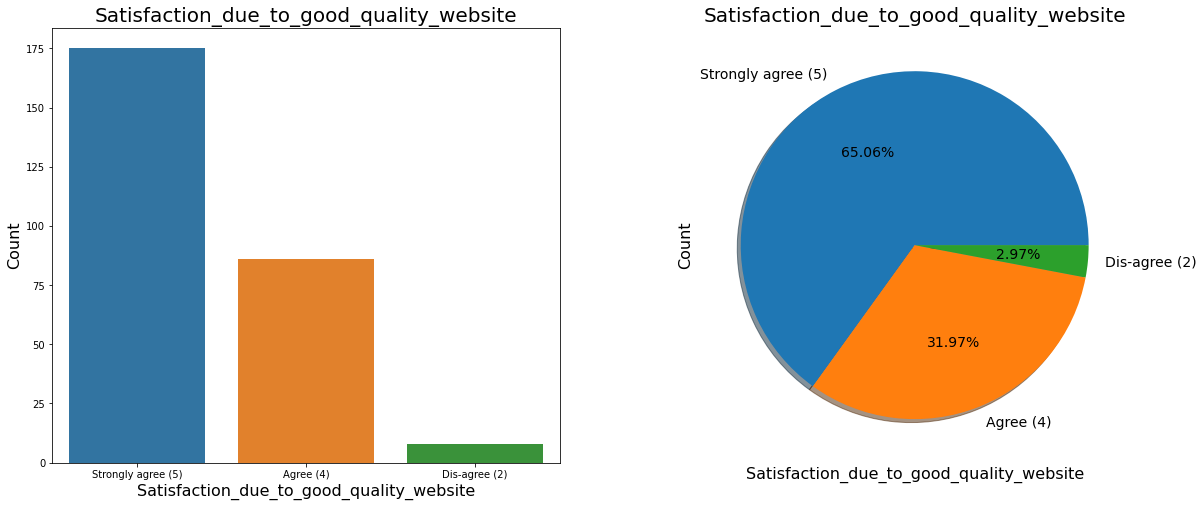 Satisfaction_due_to_good_quality_website
175
150
125
100
75
50
25
0
Count
Strongly agree (5) Agree (4) Dis-agree (2)
Satisfaction_due_to_good_quality_website
Satisfaction_due_to_good_quality_website
Strongly agree (5)
65.06%
Count
2.97%
Dis-agree (2)
31.97%
Agree (4)
Satisfaction_due_to_good_quality_website